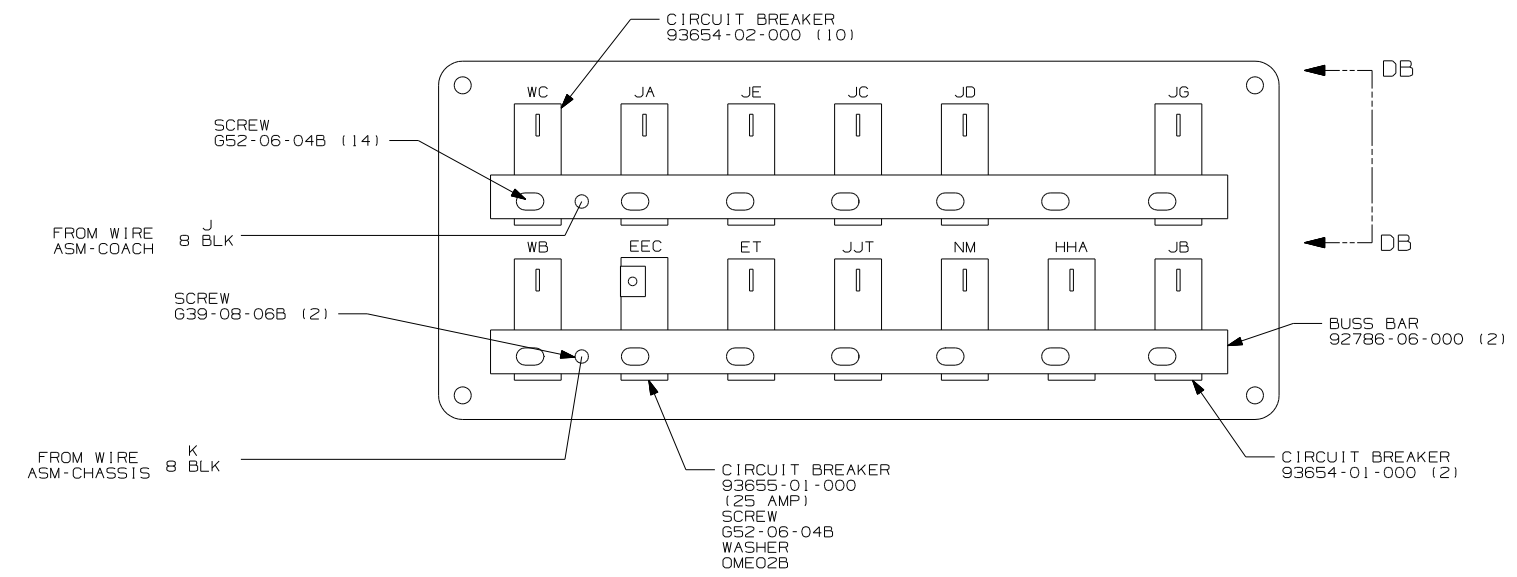 CIRCUIT BREAKER
93654-02-000 (10)
DB
WC JA JE JC JD JG
SCREW
G52-06-04B (14)
J
FROM WIRE 8 BLK
ASM-COACH
DB
WB EEC ET JJT NM HHA JB
SCREW
G39-08-06B (2)
BUSS BAR
92786-06-000 (2)
K
FROM WIRE 8 BLK
ASM-CHASSIS
CIRCUIT BREAKER
93654-01-000 (2)
CIRCUIT BREAKER
93655-01-000
(25 AMP)
SCREW
G52-06-04B
WASHER
OME02B